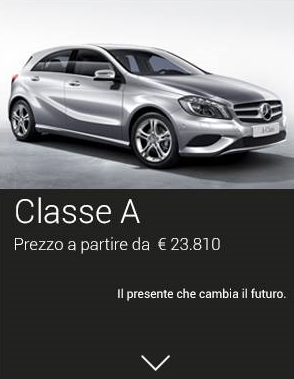 Classe A
Prezzo a partire da € 23.810
Il presente che cambia il futuro.